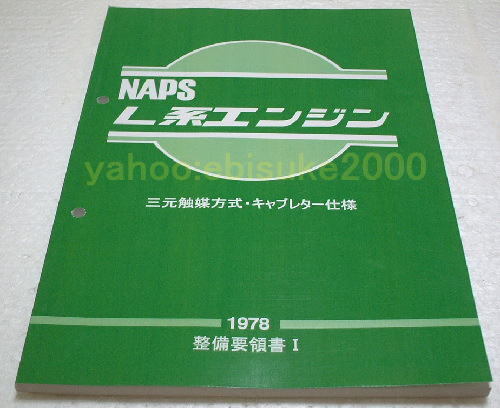 NAPS
L系エンジン
yahoo:ebisuke2000
三元触媒方式・キャブレター仕様
1978
整備要領書 I